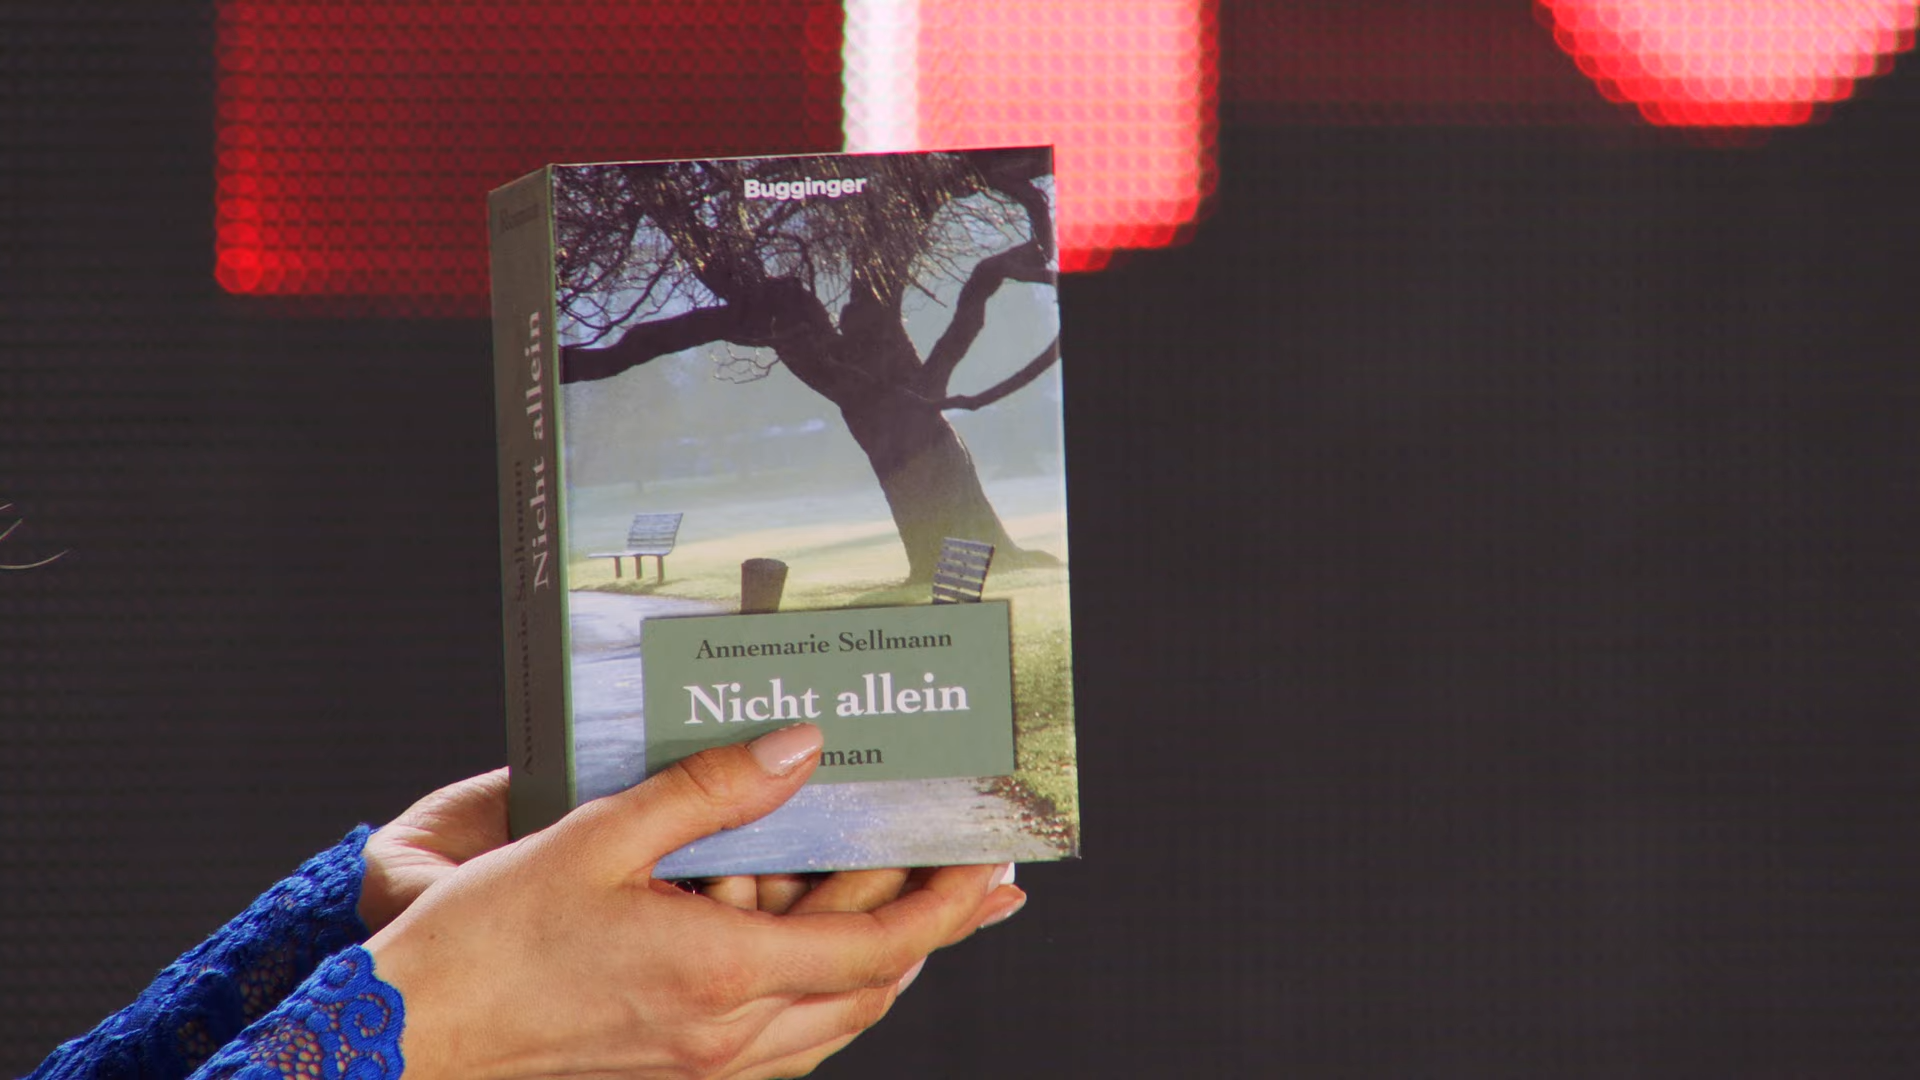 Bugginger
Annemarie Sellmann
Nicht allein
man
Annemarie Sellmann
Nicht allein